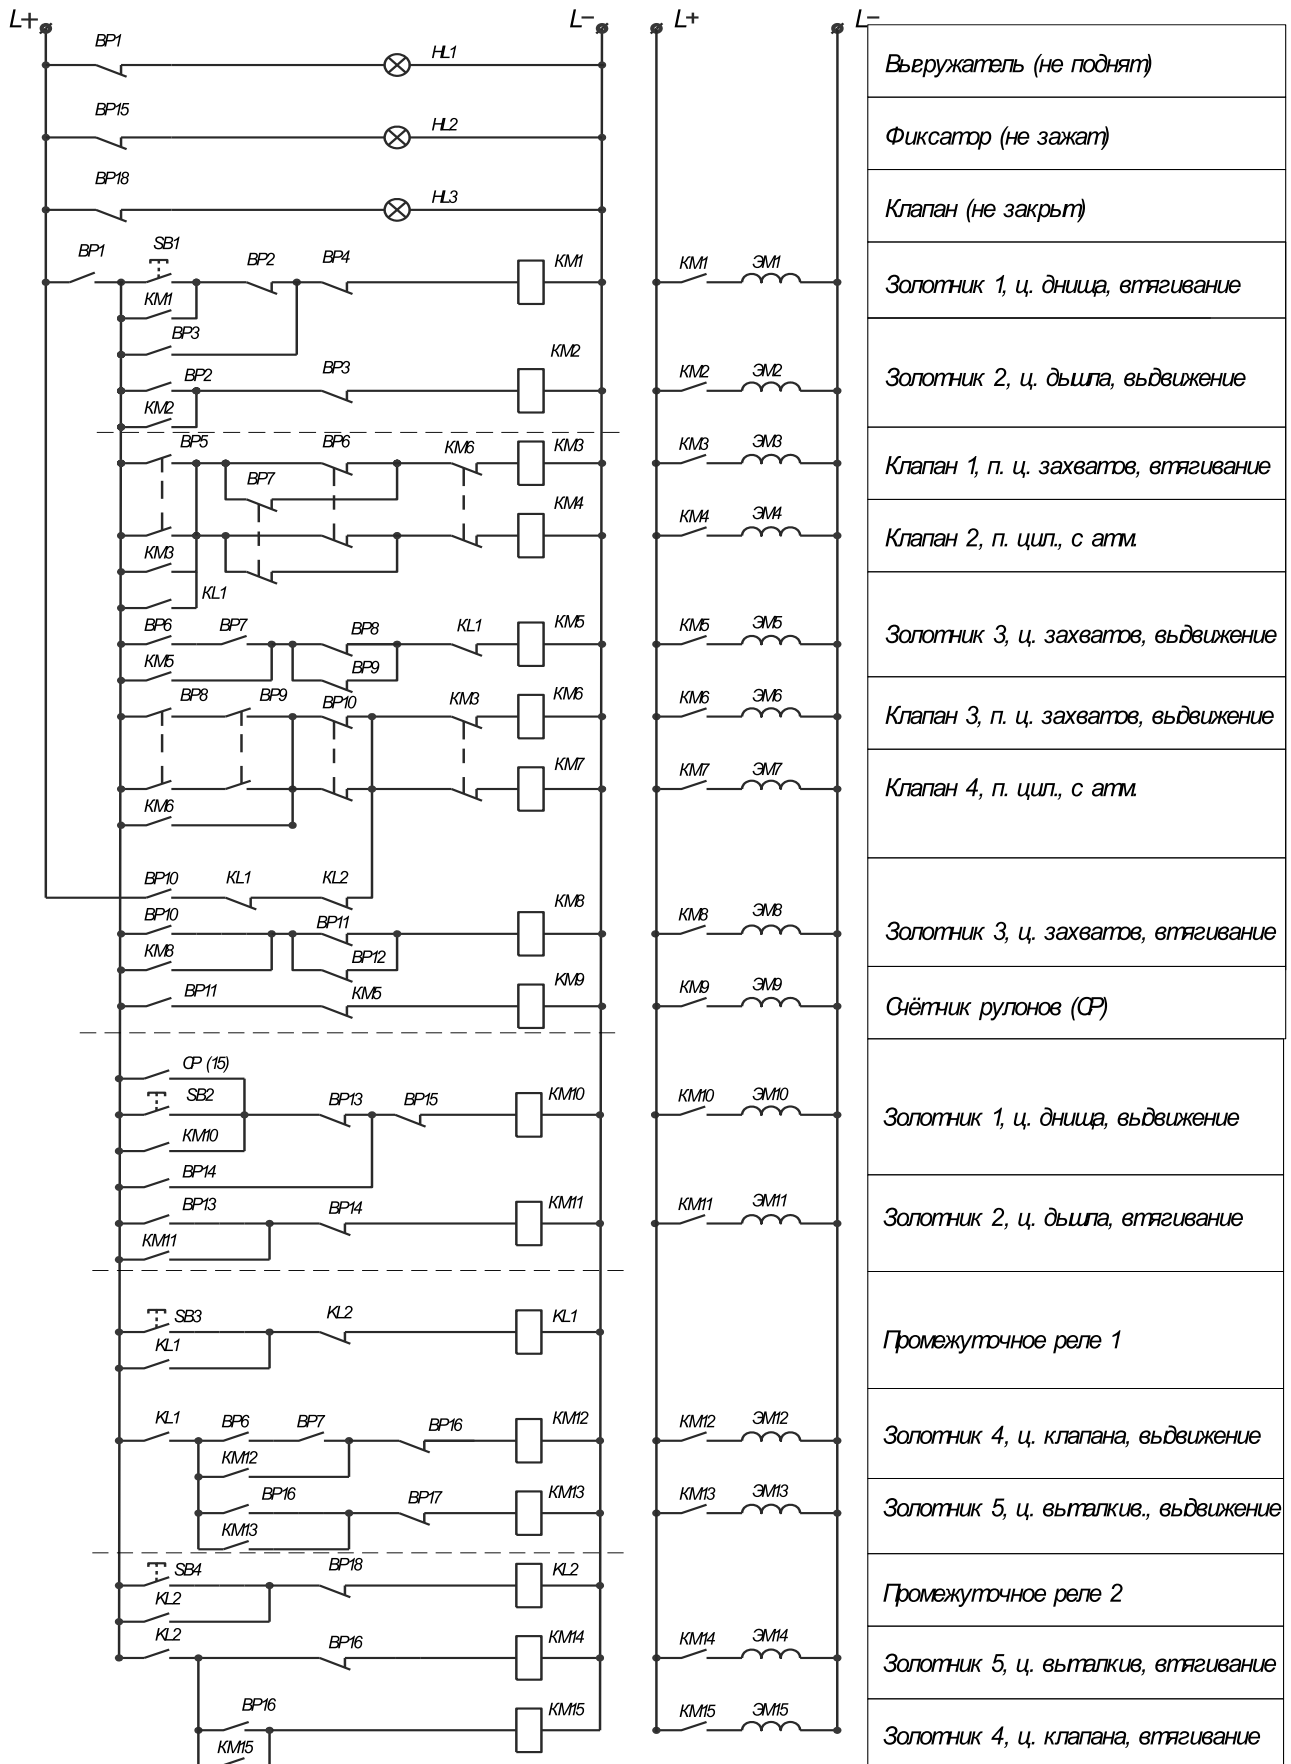 L+ L− L+ L−
BP1 HL1 Выгружатель (не поднят)
BP15 HL2 Фиксатор (не зажат)
BP18 HL3 Клапан (не закрыт)
BP1 SB1 BP2 BP4 KM1 KM1 ЭМ1 Золотник 1, ц. днища, втягивание
KM1
BP3
BP2 BP3 KM2 KM2 ЭМ2 Золотник 2, ц. дышла, выдвижение
KM2
BP5 BP6 KM6 KM3 KM3 ЭМ3 Клапан 1, п. ц. захватов, втягивание
BP7
KM4 KM4 ЭМ4 Клапан 2, п. цил., с атм.
KM3
KL1
BP6 BP7 BP8 KL1 KM5 KM5 ЭМ5 Золотник 3, ц. захватов, выдвижение
KM5 BP9
BP8 BP9 BP10 KM3 KM6 KM6 ЭМ6 Клапан 3, п. ц. захватов, выдвижение
KM7 KM7 ЭМ7 Клапан 4, п. цил., с атм.
KM6
BP10 KL1 KL2
BP10 BP11 KM8 KM8 ЭМ8 Золотник 3, ц. захватов, втягивание
KM8 BP12
BP11 KM5 KM9 KM9 ЭМ9 Счётчик рулонов (СР)
СР (15)
SB2 BP13 BP15 KM10 KM10 ЭМ10 Золотник 1, ц. днища, выдвижение
KM10
BP14
BP13 BP14 KM11 KM11 ЭМ11 Золотник 2, ц. дышла, втягивание
KM11
SB3 KL2 KL1 Промежуточное реле 1
KL1
KL1 BP6 BP7 BP16 KM12 KM12 ЭМ12 Золотник 4, ц. клапана, выдвижение
KM12
BP16 BP17 KM13 KM13 ЭМ13 Золотник 5, ц. выталкив., выдвижение
KM13
SB4 BP18 KL2 Промежуточное реле 2
KL2
KL2 BP16 KM14 KM14 ЭМ14 Золотник 5, ц. выталкив, втягивание
BP16 KM15 KM15 ЭМ15 Золотник 4, ц. клапана, втягивание
KM15